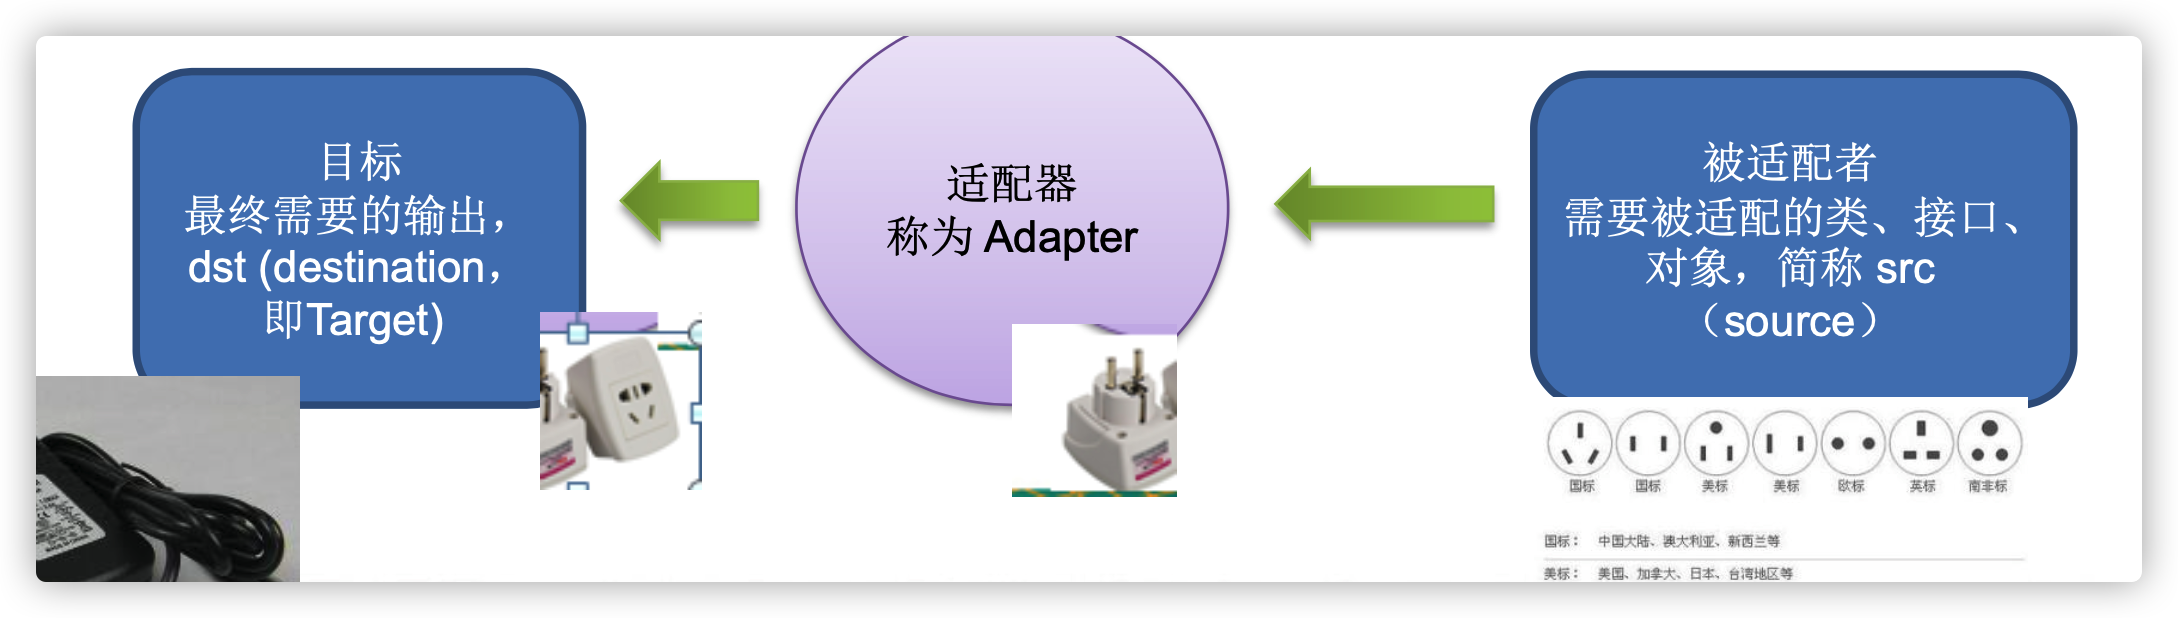 目标
最终需要的输出，
dst (destination，
即Target)
适配器
称为 Adapter
被适配者
需要被适配的类、接口、
对象，简称 src
（source）
国标 国标 美标 美标 欧标 英标 南非标
国标： 中国大陆、澳大利亚、新西兰等
美标： 美国、加拿大、日本、台湾地区等